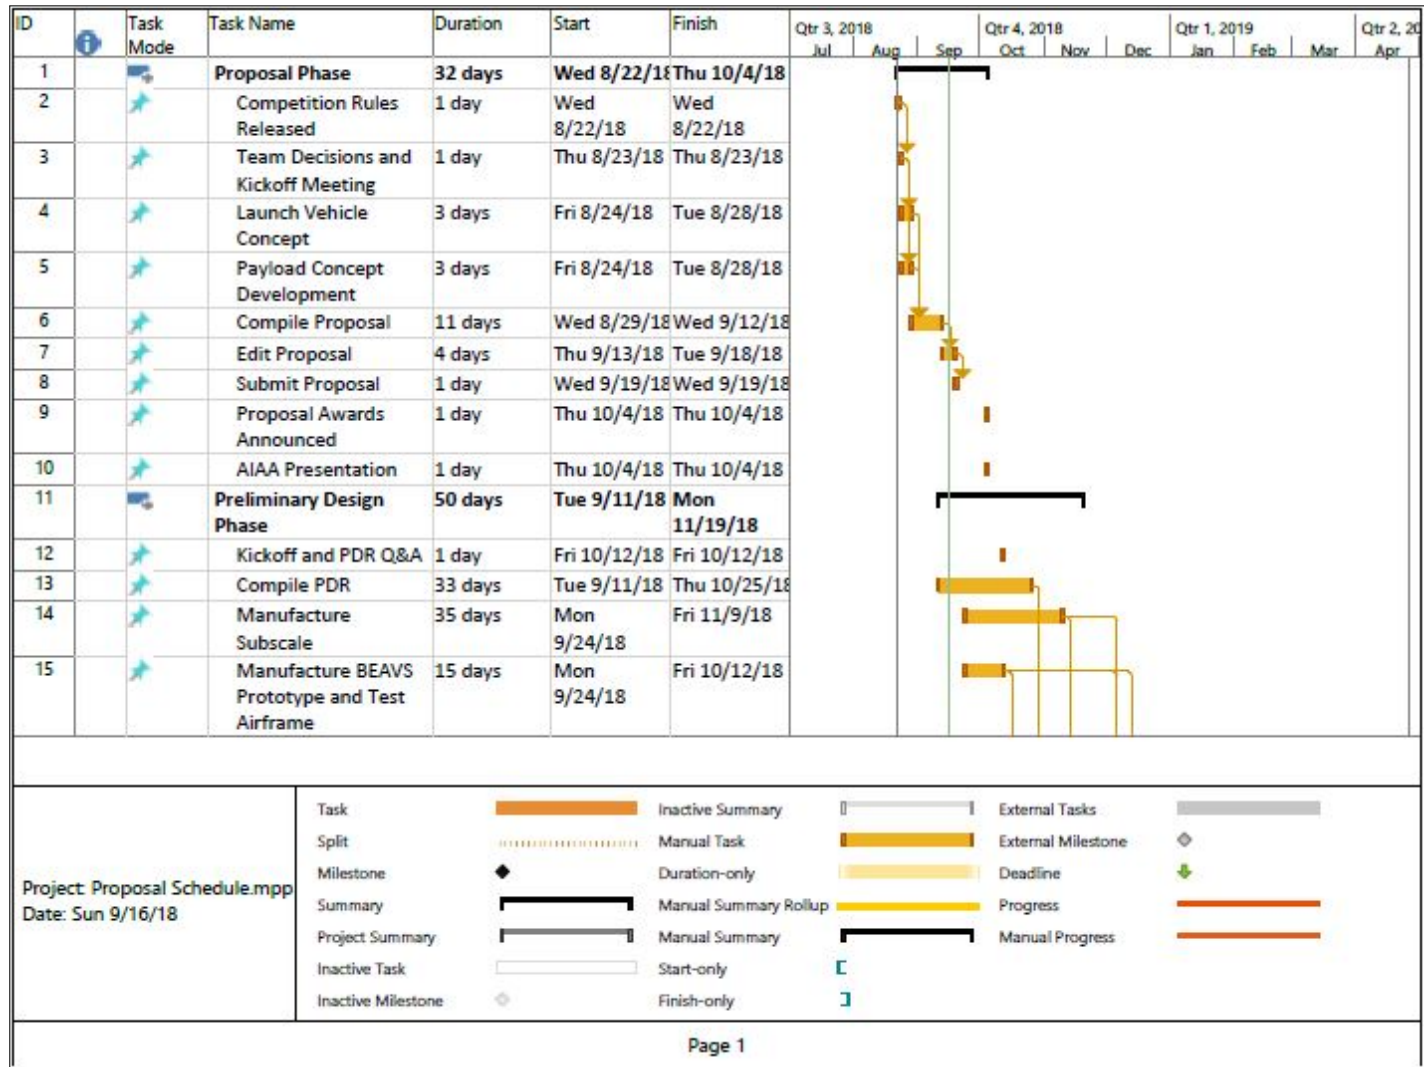 ID Task Mode Task Name Duration Start Finish Qtr 3, 2018 Qtr 4, 2018 Qtr 1, 2019 Qtr 2, 20
Jul Aug Sep Oct Nov Dec Jan Feb Mar Apr
1 Proposal Phase 32 days Wed 8/22/18 Thu 10/4/18
2 Competition Rules 1 day Wed Wed
Released 8/22/18 8/22/18
3 Team Decisions and 1 day Thu 8/23/18 Thu 8/23/18
Kickoff Meeting
4 Launch Vehicle 3 days Fri 8/24/18 Tue 8/28/18
Concept
5 Payload Concept 3 days Fri 8/24/18 Tue 8/28/18
Development
6 Compile Proposal 11 days Wed 8/29/18 Wed 9/12/18
7 Edit Proposal 4 days Thu 9/13/18 Tue 9/18/18
8 Submit Proposal 1 day Wed 9/19/18 Wed 9/19/18
9 Proposal Awards 1 day Thu 10/4/18 Thu 10/4/18
Announced
10 AIAA Presentation 1 day Thu 10/4/18 Thu 10/4/18
11 Preliminary Design 50 days Tue 9/11/18 Mon
Phase 11/19/18
12 Kickoff and PDR Q&A 1 day Fri 10/12/18 Fri 10/12/18
13 Compile PDR 33 days Tue 9/11/18 Thu 10/25/18
14 Manufacture 35 days Mon Fri 11/9/18
Subscale 9/24/18
15 Manufacture BEAVS 15 days Mon Fri 10/12/18
Prototype and Test 9/24/18
Airframe
Project: Proposal Schedule.mpp
Date: Sun 9/16/18
Task Inactive Summary External Tasks
Split Manual Task External Milestone
Milestone Duration-only Deadline
Summary Manual Summary Rollup Progress
Project Summary Manual Summary Manual Progress
Inactive Task Start-only
Inactive Milestone Finish-only
Page 1